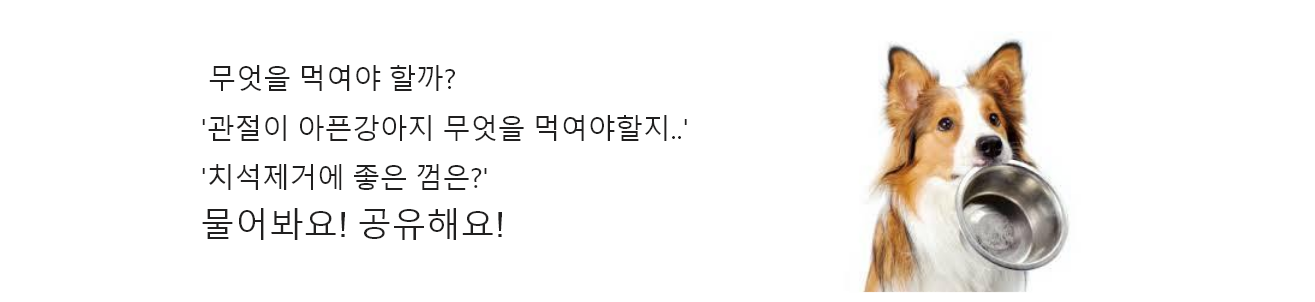 무엇을 먹여야 할까?
'관절이 아픈강아지 무엇을 먹여야할지..'
'치석제거에 좋은 껌은?'
물어봐요! 공유해요!